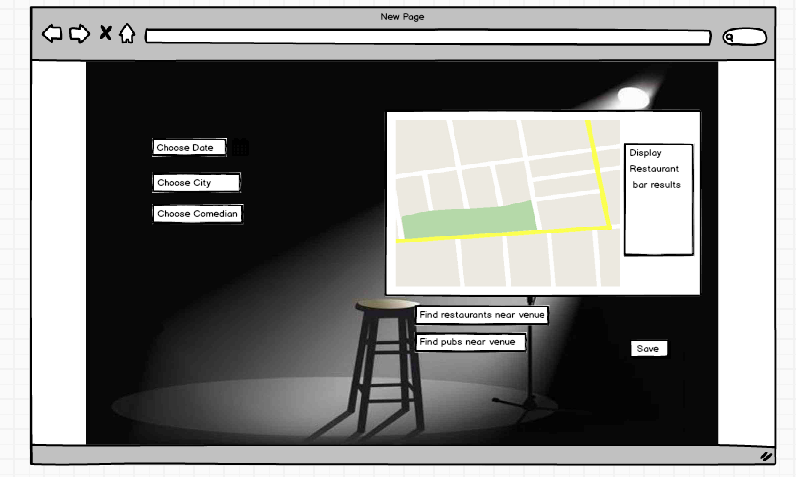 New Page
Choose Date
Choose City
Choose Comedian
Display
Restaurant
bar results
Find restaurants near venue
Find pubs near venue
Save